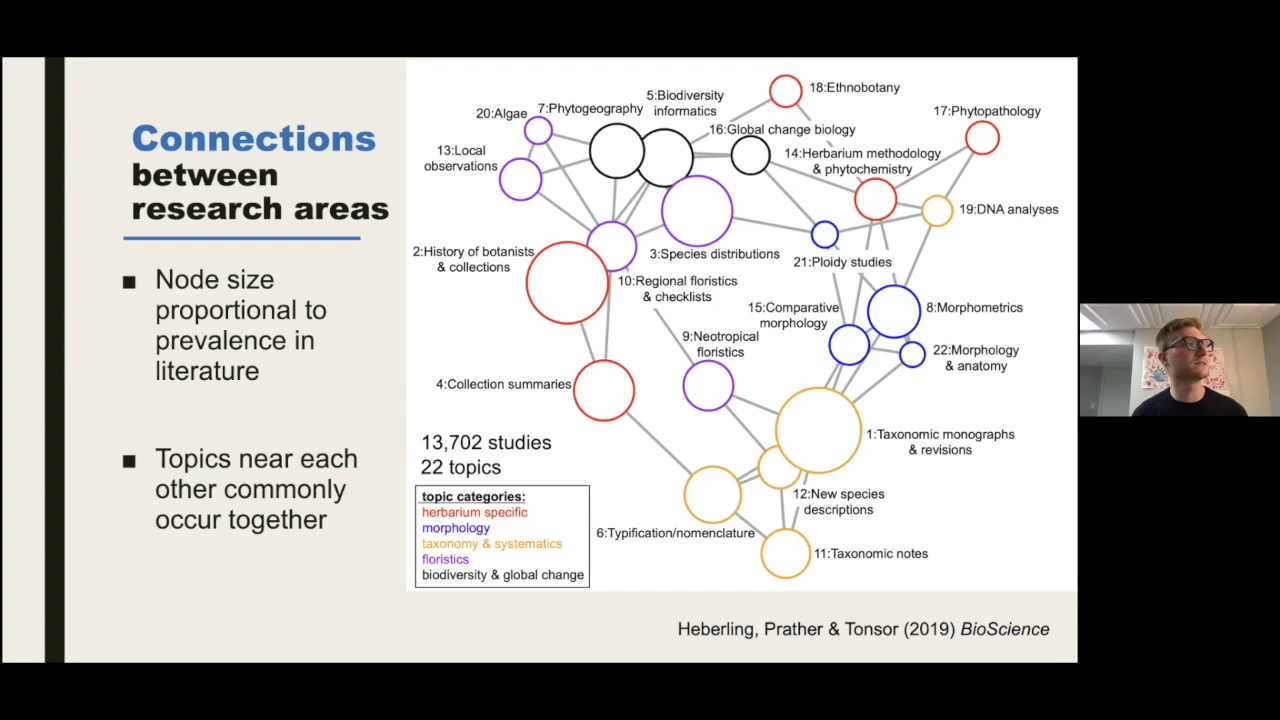 Connections
between
research areas
■ Node size
proportional to
prevalence in
literature
■ Topics near each
other commonly
occur together
18:Ethnobotany
5:Biodiversity
informatics
7:Phytogeography
20:Algae
17:Phytopathology
16:Global change biology
13:Local
observations
14:Herbarium methodology
& phytochemistry
19:DNA analyses
2:History of botanists
& collections
3:Species distributions
21:Ploidy studies
10:Regional floristics
& checklists
15:Comparative
morphology
8:Morphometrics
9:Neotropical
floristics
22:Morphology
& anatomy
4:Collection summaries
1:Taxonomic monographs
& revisions
13,702 studies
22 topics
12:New species
descriptions
6:Typification/nomenclature
11:Taxonomic notes
topic categories:
herbarium specific
morphology
taxonomy & systematics
floristics
biodiversity & global change
Heberling, Prather & Tonsor (2019) BioScience